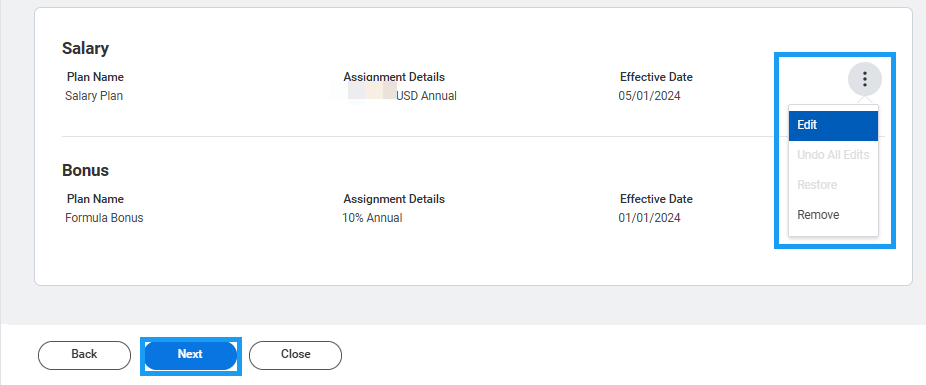 Salary
Plan Name Assignment Details Effective Date
Salary Plan USD Annual 05/01/2024
Edit
Undo All Edits
Restore
Remove
Bonus
Plan Name Assignment Details Effective Date
Formula Bonus 10% Annual 01/01/2024
Back Next Close